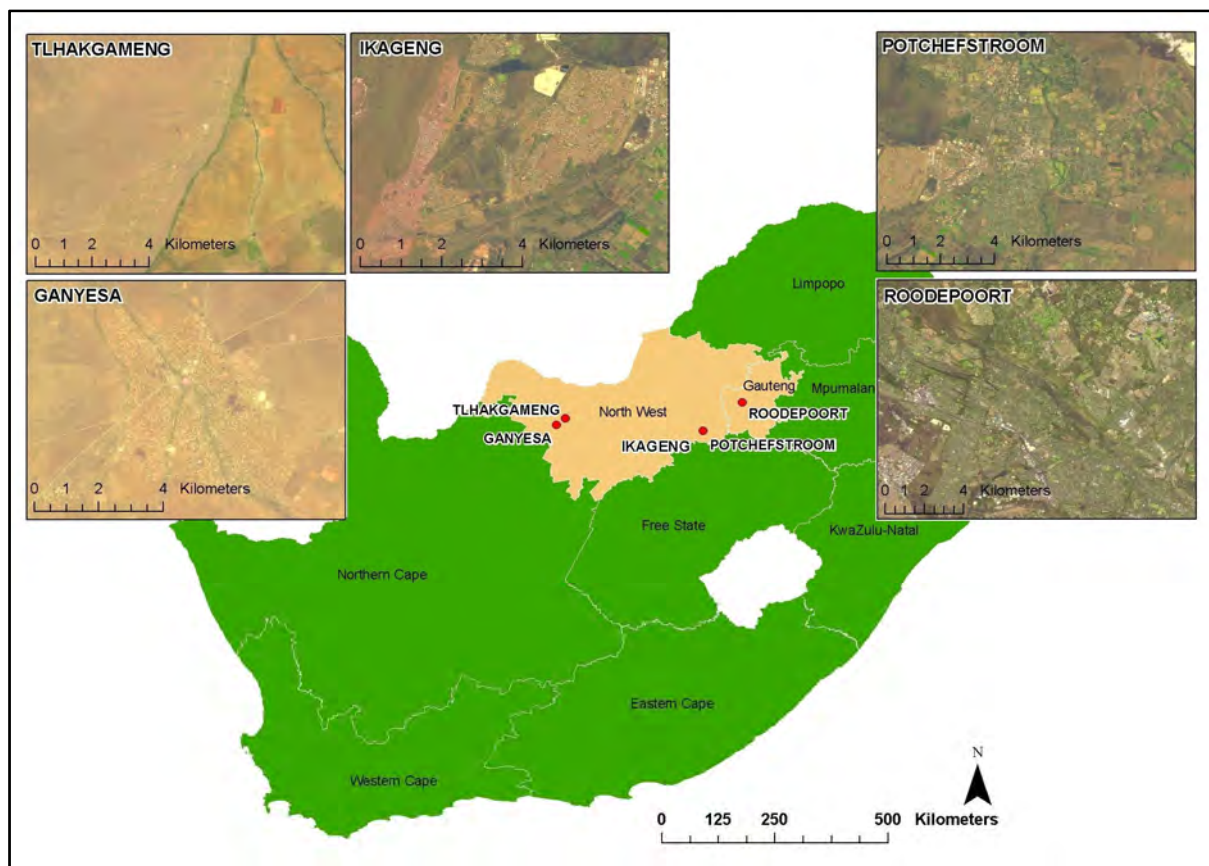 TLHAKGAMENG
0 1 2 4 Kilometers
IKAGENG
0 1 2 4 Kilometers
POTCHEFSTROOM
0 1 2 4 Kilometers
GANYESA
0 1 2 4 Kilometers
ROODEPOORT
0 1 2 4 Kilometers
Limpopo
Gauteng
Mpumalan
TLHAKGAMENG
North West
ROODEPOORT
GANYESA
IKAGENG
POTCHEFSTROOM
Free State
KwaZulu-Natal
Northern Cape
Eastern Cape
Western Cape
N
0 125 250 500 Kilometers